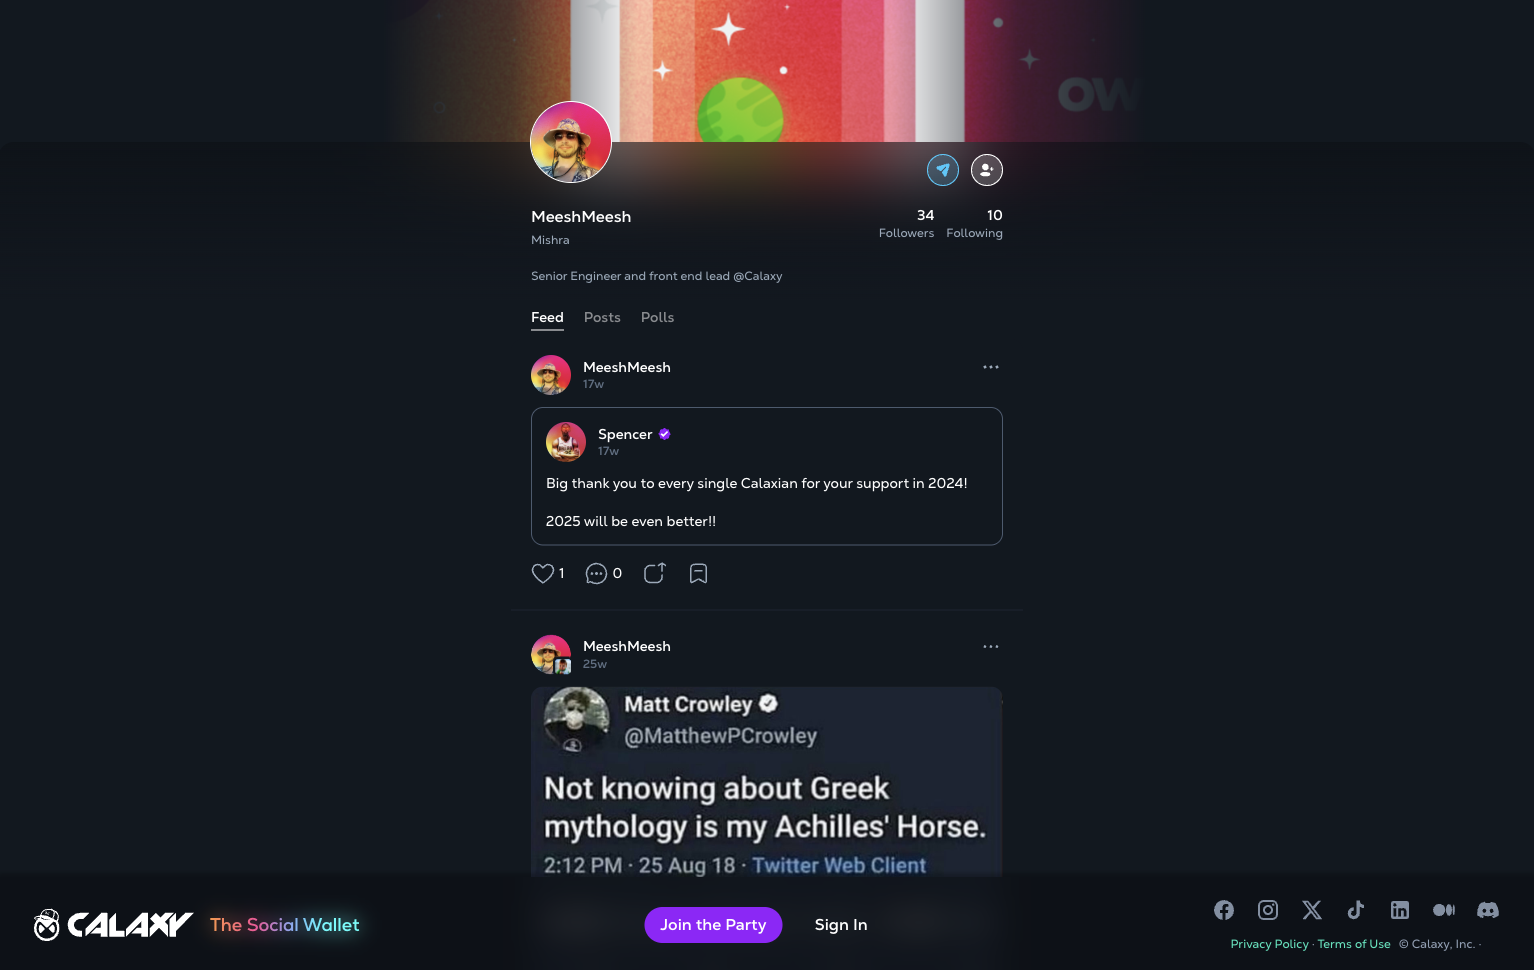 OW
MeeshMeesh
Mishra
34 Followers
10 Following
Senior Engineer and front end lead @Calaxy
Feed Posts Polls
MeeshMeesh
17w
Spencer
17w
Big thank you to every single Calaxian for your support in 2024!
2025 will be even better!!
1 0
MeeshMeesh
25w
Matt Crowley
@MatthewPCrowley
Not knowing about Greek
mythology is my Achilles' Horse.
2:12 PM · 25 Aug 18 · Twitter Web Client
CALAXY The Social Wallet
Join the Party Sign In
Privacy Policy · Terms of Use © Calaxy, Inc. ·